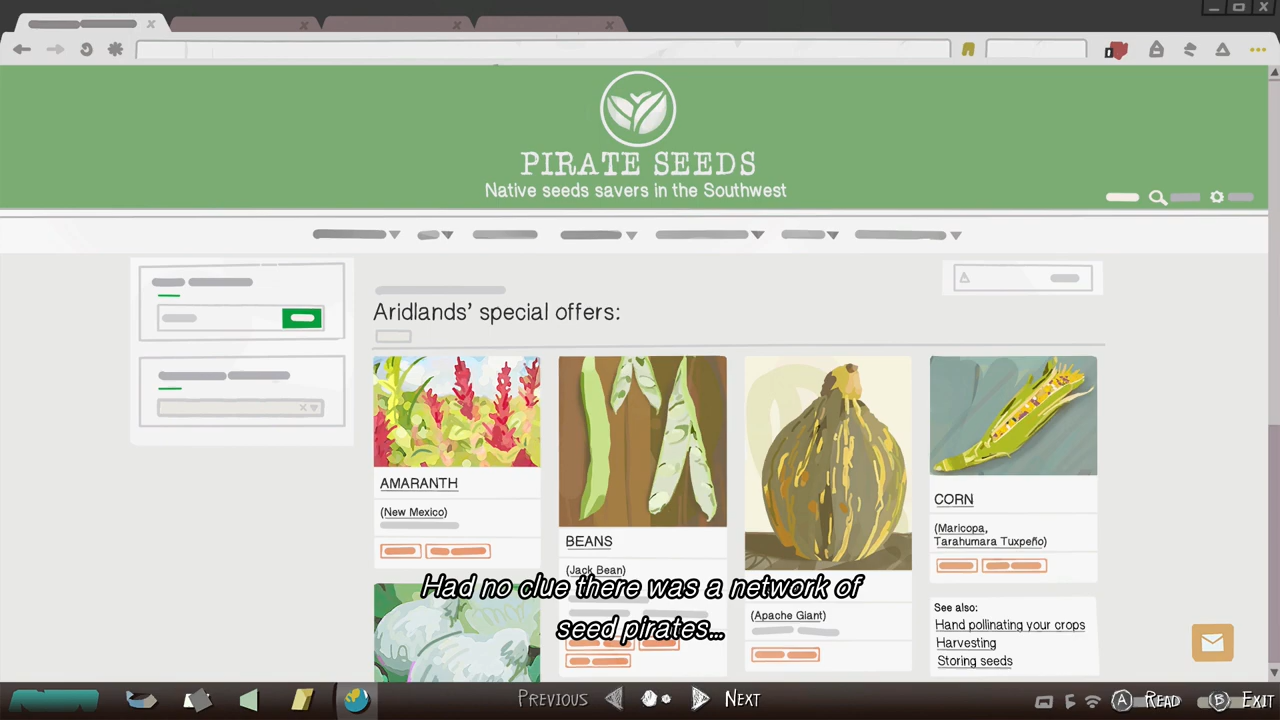 PIRATE SEEDS
Native seeds savers in the Southwest
Aridlands' special offers:
AMARANTH
(New Mexico)
BEANS
(Jack Bean)
(Apache Giant)
CORN
(Maricopa,
Tarahumara Tuxpeño)
See also:
Hand pollinating your crops
Harvesting
Storing seeds
Had no clue there was a network of
seed pirates...
PREVIOUS
NEXT
A READ
B EXIT